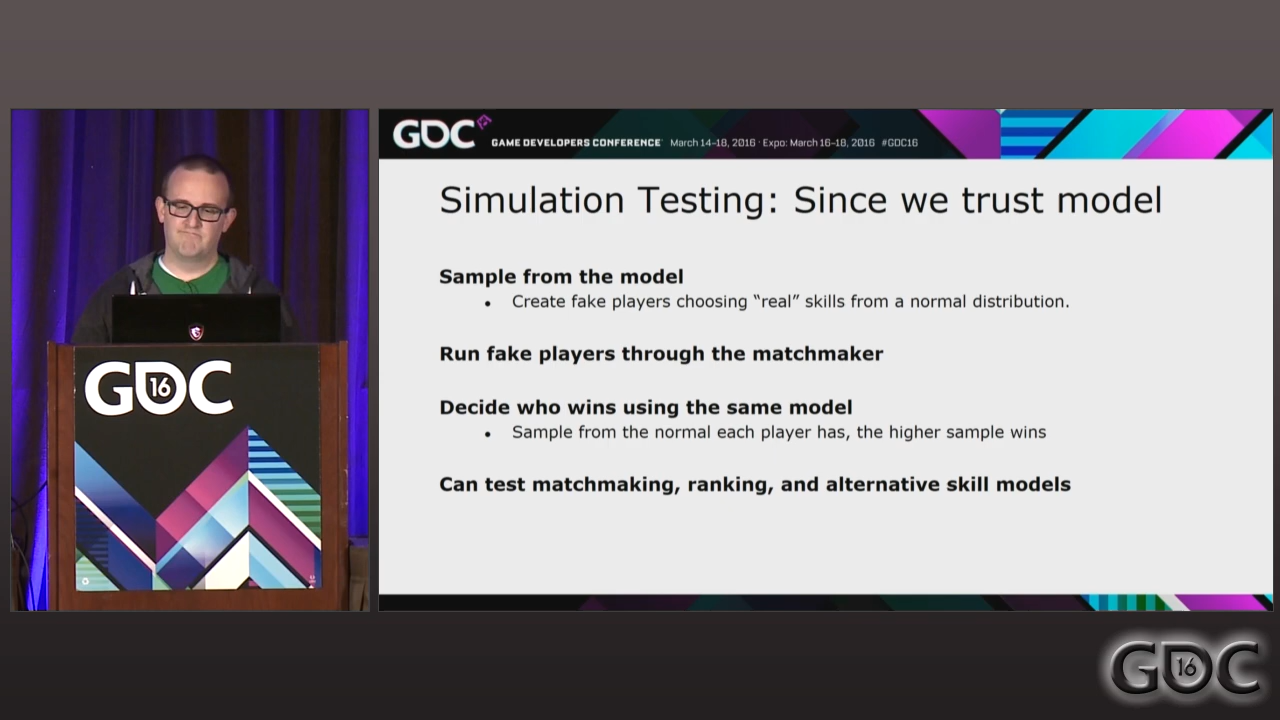 GDC
GAME DEVELOPERS CONFERENCE March 14-18, 2016 · Expo: March 16-18, 2016 #GDC16
Simulation Testing: Since we trust model
Sample from the model
• Create fake players choosing “real” skills from a normal distribution.
Run fake players through the matchmaker
Decide who wins using the same model
• Sample from the normal each player has, the higher sample wins
Can test matchmaking, ranking, and alternative skill models
GDC
16
GDC
16